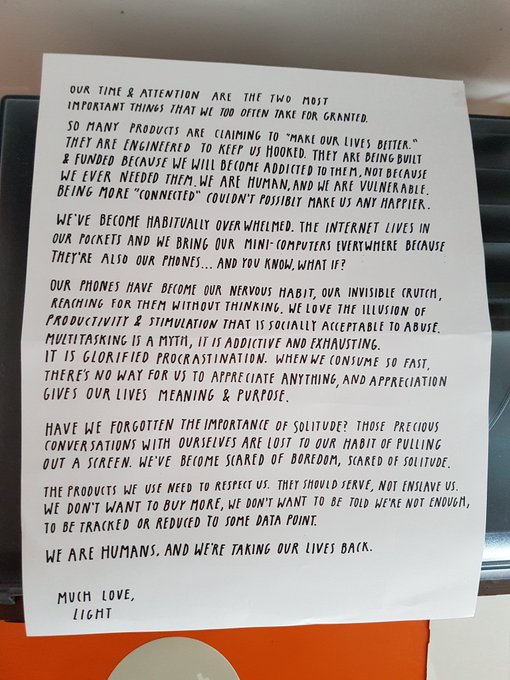 OUR TIME & ATTENTION ARE THE TWO MOST
IMPORTANT THINGS THAT WE TOO OFTEN TAKE FOR GRANTED.
SO MANY PRODUCTS ARE CLAIMING TO "MAKE OUR LIVES BETTER."
THEY ARE ENGINEERED TO KEEP US HOOKED. THEY ARE BEING BUILT
& FUNDED BECAUSE WE WILL BECOME ADDICTED TO THEM, NOT BECAUSE
WE EVER NEEDED THEM. WE ARE HUMAN, AND WE ARE VULNERABLE.
BEING MORE "CONNECTED" COULDN'T POSSIBLY MAKE US ANY HAPPIER.
WE'VE BECOME HABITUALLY OVERWHELMED. THE INTERNET LIVES IN
OUR POCKETS AND WE BRING OUR MINI-COMPUTERS EVERYWHERE BECAUSE
THEY'RE ALSO OUR PHONES... AND YOU KNOW, WHAT IF?
OUR PHONES HAVE BECOME OUR NERVOUS HABIT, OUR INVISIBLE CRUTCH,
REACHING FOR THEM WITHOUT THINKING. WE LOVE THE ILLUSION OF
PRODUCTIVITY & STIMULATION THAT IS SOCIALLY ACCEPTABLE TO ABUSE.
MULTITASKING IS A MYTH, IT IS ADDICTIVE AND EXHAUSTING.
IT IS GLORIFIED PROCRASTINATION. WHEN WE CONSUME SO FAST,
THERE'S NO WAY FOR US TO APPRECIATE ANYTHING, AND APPRECIATION
GIVES OUR LIVES MEANING & PURPOSE.
HAVE WE FORGOTTEN THE IMPORTANCE OF SOLITUDE? THOSE PRECIOUS
CONVERSATIONS WITH OURSELVES ARE LOST TO OUR HABIT OF PULLING
OUT A SCREEN. WE'VE BECOME SCARED OF BOREDOM, SCARED OF SOLITUDE.
THE PRODUCTS WE USE NEED TO RESPECT US. THEY SHOULD SERVE, NOT ENSLAVE US.
WE DON'T WANT TO BUY MORE, WE DON'T WANT TO BE TOLD WE'RE NOT ENOUGH,
TO BE TRACKED OR REDUCED TO SOME DATA POINT.
WE ARE HUMANS, AND WE'RE TAKING OUR LIVES BACK.
MUCH LOVE,
LIGHT